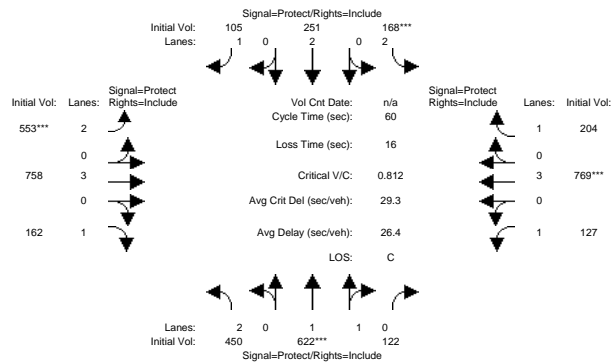 Signal=Protect/Rights=Include
Initial Vol: 105 251 168***
Lanes: 1 0 2 0 2
Signal=Protect
Initial Vol: Lanes: Rights=Include
Vol Cnt Date: n/a
Signal=Protect
Rights=Include Lanes: Initial Vol:
Cycle Time (sec): 60
553*** 2
1 204
Loss Time (sec): 16
0
0
758 3
Critical V/C: 0.812
3 769***
0
Avg Crit Del (sec/veh): 29.3
0
162 1
Avg Delay (sec/veh): 26.4
1 127
LOS: C
Lanes: 2 0 1 1 0
Initial Vol: 450 622*** 122
Signal=Protect/Rights=Include